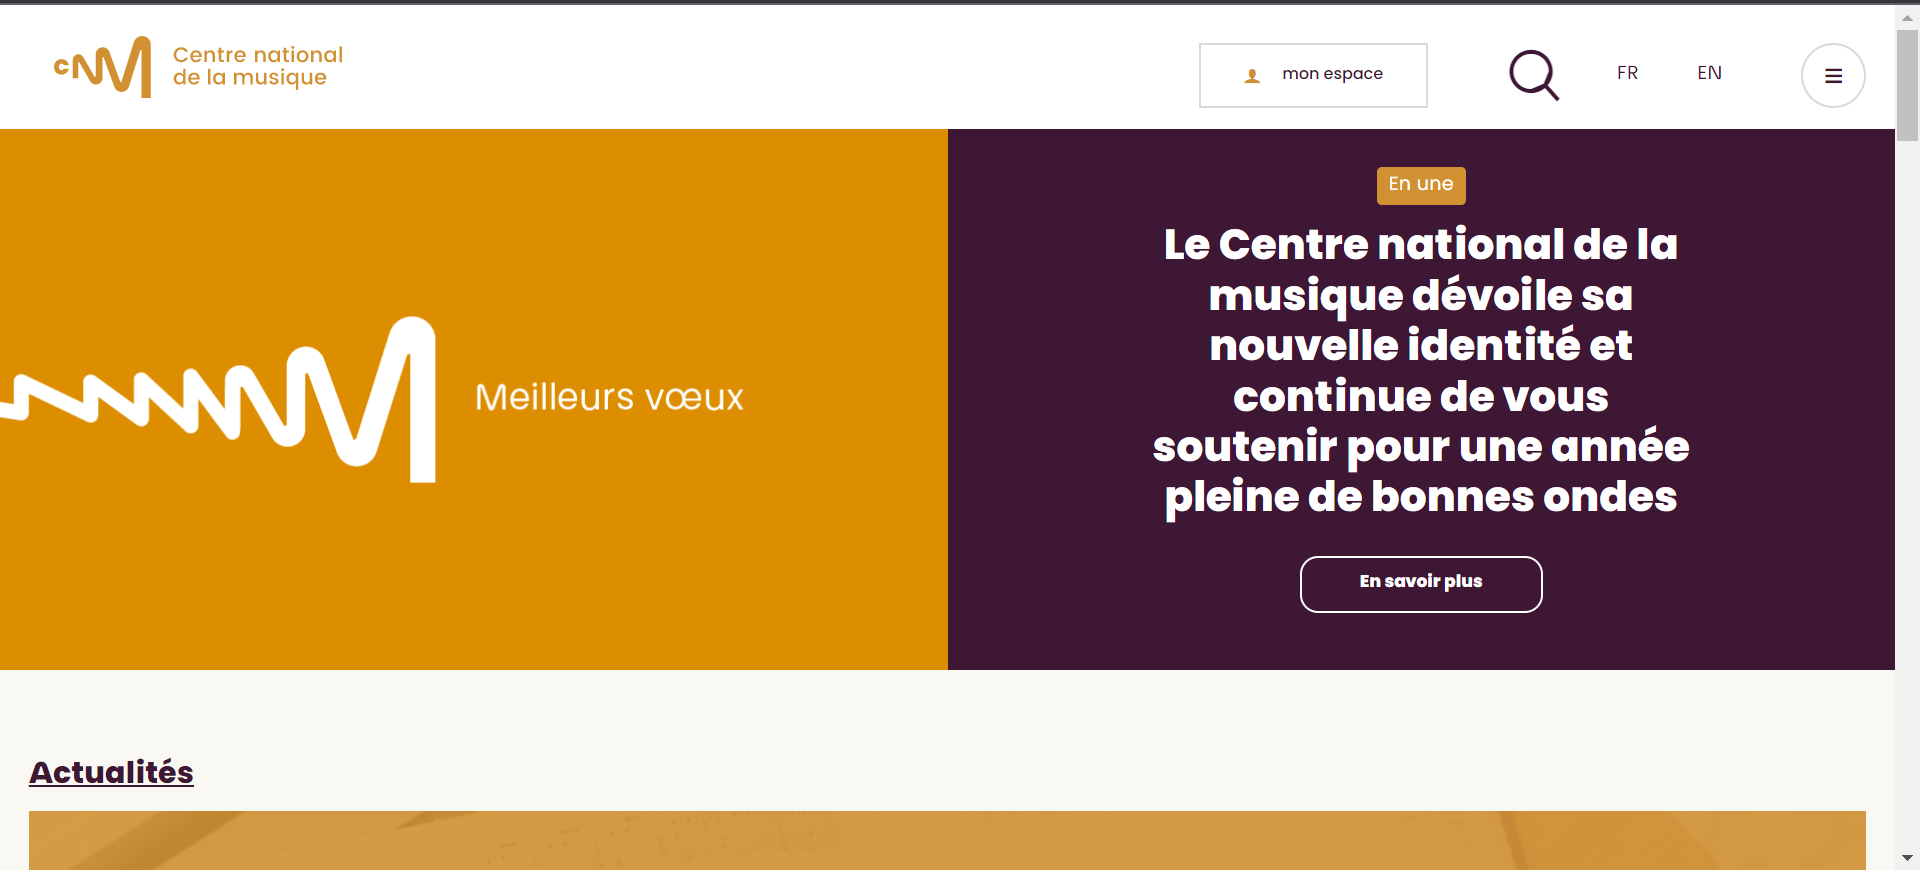 cNM
Centre national
de la musique
mon espace
FR
EN
Meilleurs vœux
En une
Le Centre national de la
musique dévoile sa
nouvelle identité et
continue de vous
soutenir pour une année
pleine de bonnes ondes
En savoir plus
Actualités